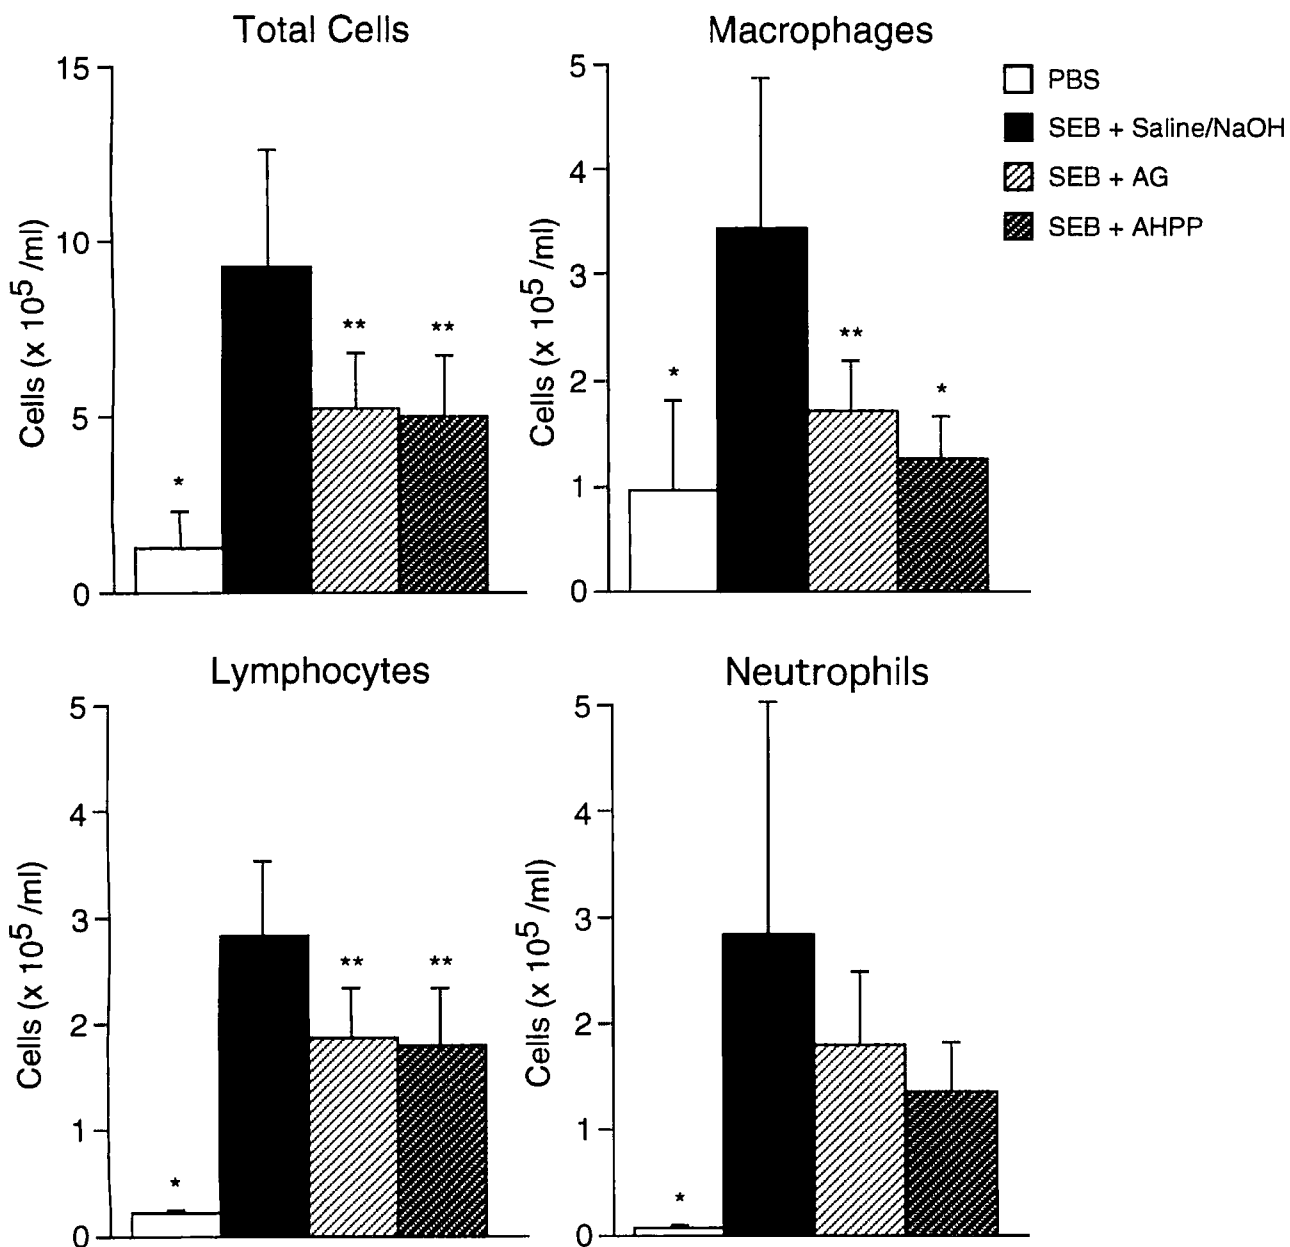 Total Cells
15
10
5
0
Cells (x 10⁵ /ml)
*
**
**
Macrophages
5
4
3
2
1
0
Cells (x 10⁵ /ml)
*
**
*
PBS
SEB + Saline/NaOH
SEB + AG
SEB + AHPP
Lymphocytes
5
4
3
2
1
0
Cells (x 10⁵ /ml)
*
**
**
Neutrophils
5
4
3
2
1
0
Cells (x 10⁵ /ml)
*